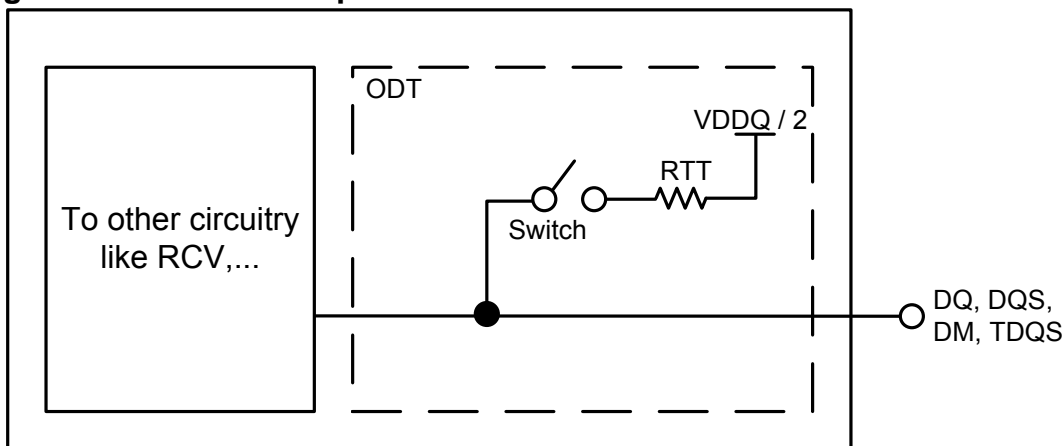 ODT
VDDQ / 2
RTT
Switch
To other circuitry
like RCV,...
DQ, DQS,
DM, TDQS